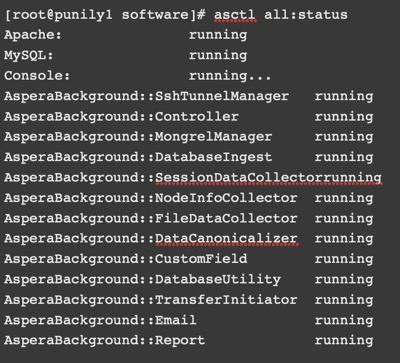 [root@punily1 software]# asctl all:status
Apache: running
MySQL: running
Console: running...
AsperaBackground::SshTunnelManager running
AsperaBackground::Controller running
AsperaBackground::MongrelManager running
AsperaBackground::DatabaseIngest running
AsperaBackground::SessionDataCollectorrunning
AsperaBackground::NodeInfoCollector running
AsperaBackground::FileDataCollector running
AsperaBackground::DataCanonicalizer running
AsperaBackground::CustomField running
AsperaBackground::DatabaseUtility running
AsperaBackground::TransferInitiator running
AsperaBackground::Email running
AsperaBackground::Report running